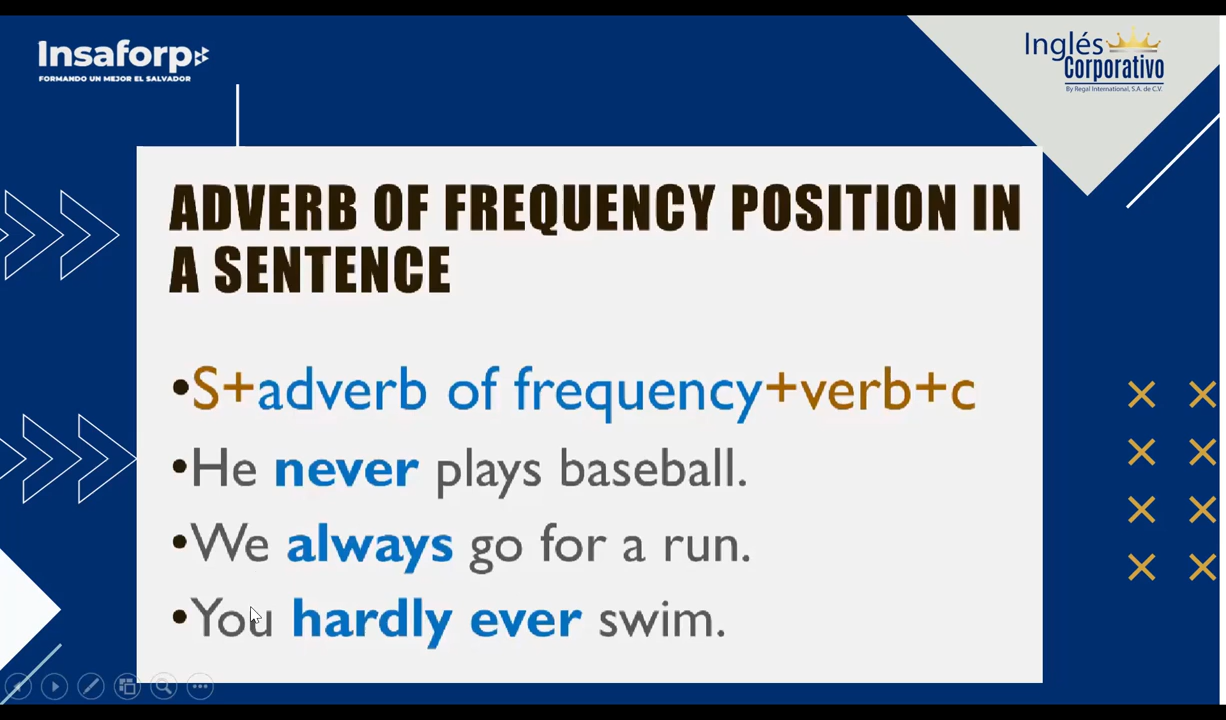 Insaforp
FORMANDO UN MEJOR EL SALVADOR
Inglés
Corporativo
By Regal International, S.A. de C.V.
ADVERB OF FREQUENCY POSITION IN
A SENTENCE
•S+adverb of frequency+verb+c
•He never plays baseball.
•We always go for a run.
•You hardly ever swim.